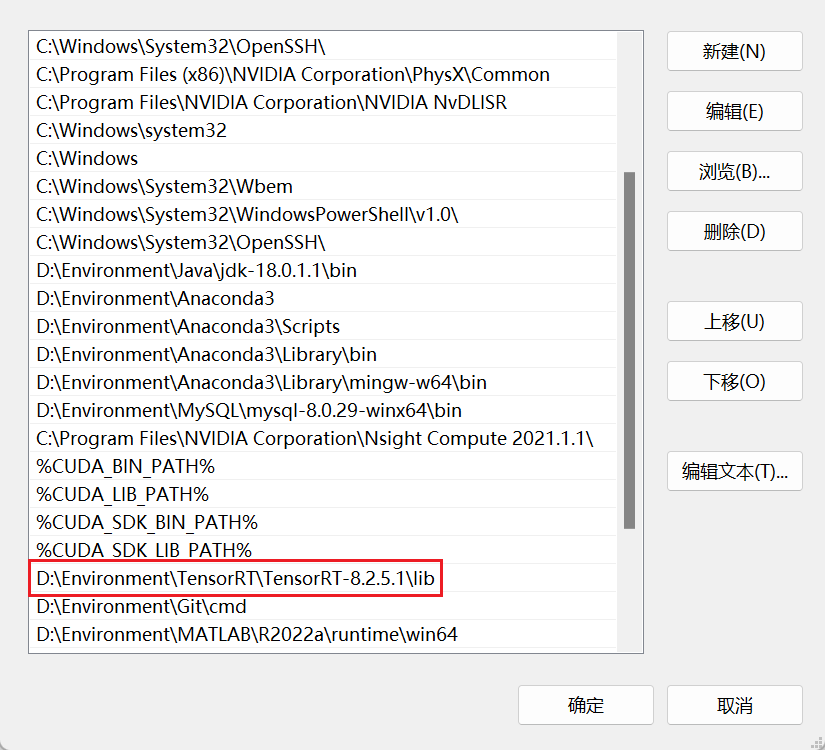 C:\Windows\System32\OpenSSH\
C:\Program Files (x86)\NVIDIA Corporation\PhysX\Common
C:\Program Files\NVIDIA Corporation\NVIDIA NvDLISR
C:\Windows\system32
C:\Windows
C:\Windows\System32\Wbem
C:\Windows\System32\WindowsPowerShell\v1.0\
C:\Windows\System32\OpenSSH\
D:\Environment\Java\jdk-18.0.1.1\bin
D:\Environment\Anaconda3
D:\Environment\Anaconda3\Scripts
D:\Environment\Anaconda3\Library\bin
D:\Environment\Anaconda3\Library\mingw-w64\bin
D:\Environment\MySQL\mysql-8.0.29-winx64\bin
C:\Program Files\NVIDIA Corporation\Nsight Compute 2021.1.1\
%CUDA_BIN_PATH%
%CUDA_LIB_PATH%
%CUDA_SDK_BIN_PATH%
%CUDA_SDK_LIB_PATH%
D:\Environment\TensorRT\TensorRT-8.2.5.1\lib
D:\Environment\Git\cmd
D:\Environment\MATLAB\R2022a\runtime\win64
新建(N)
编辑(E)
浏览(B)...
删除(D)
上移(U)
下移(O)
编辑文本(T)...
确定
取消